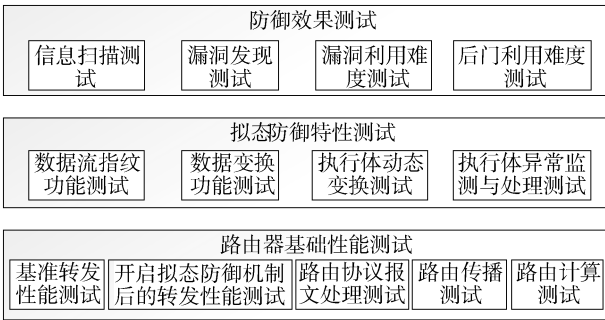 防御效果测试
信息扫描测
试
漏洞发现
测试
漏洞利用难
度测试
后门利用难度
测试
拟态防御特性测试
数据流指纹
功能测试
数据变换
功能测试
执行体动态
变换测试
执行体异常监
测与处理测试
路由器基础性能测试
基准转发
性能测试
开启拟态防御机制
后的转发性能测试
路由协议报
文处理测试
路由传播
测试
路由计算
测试